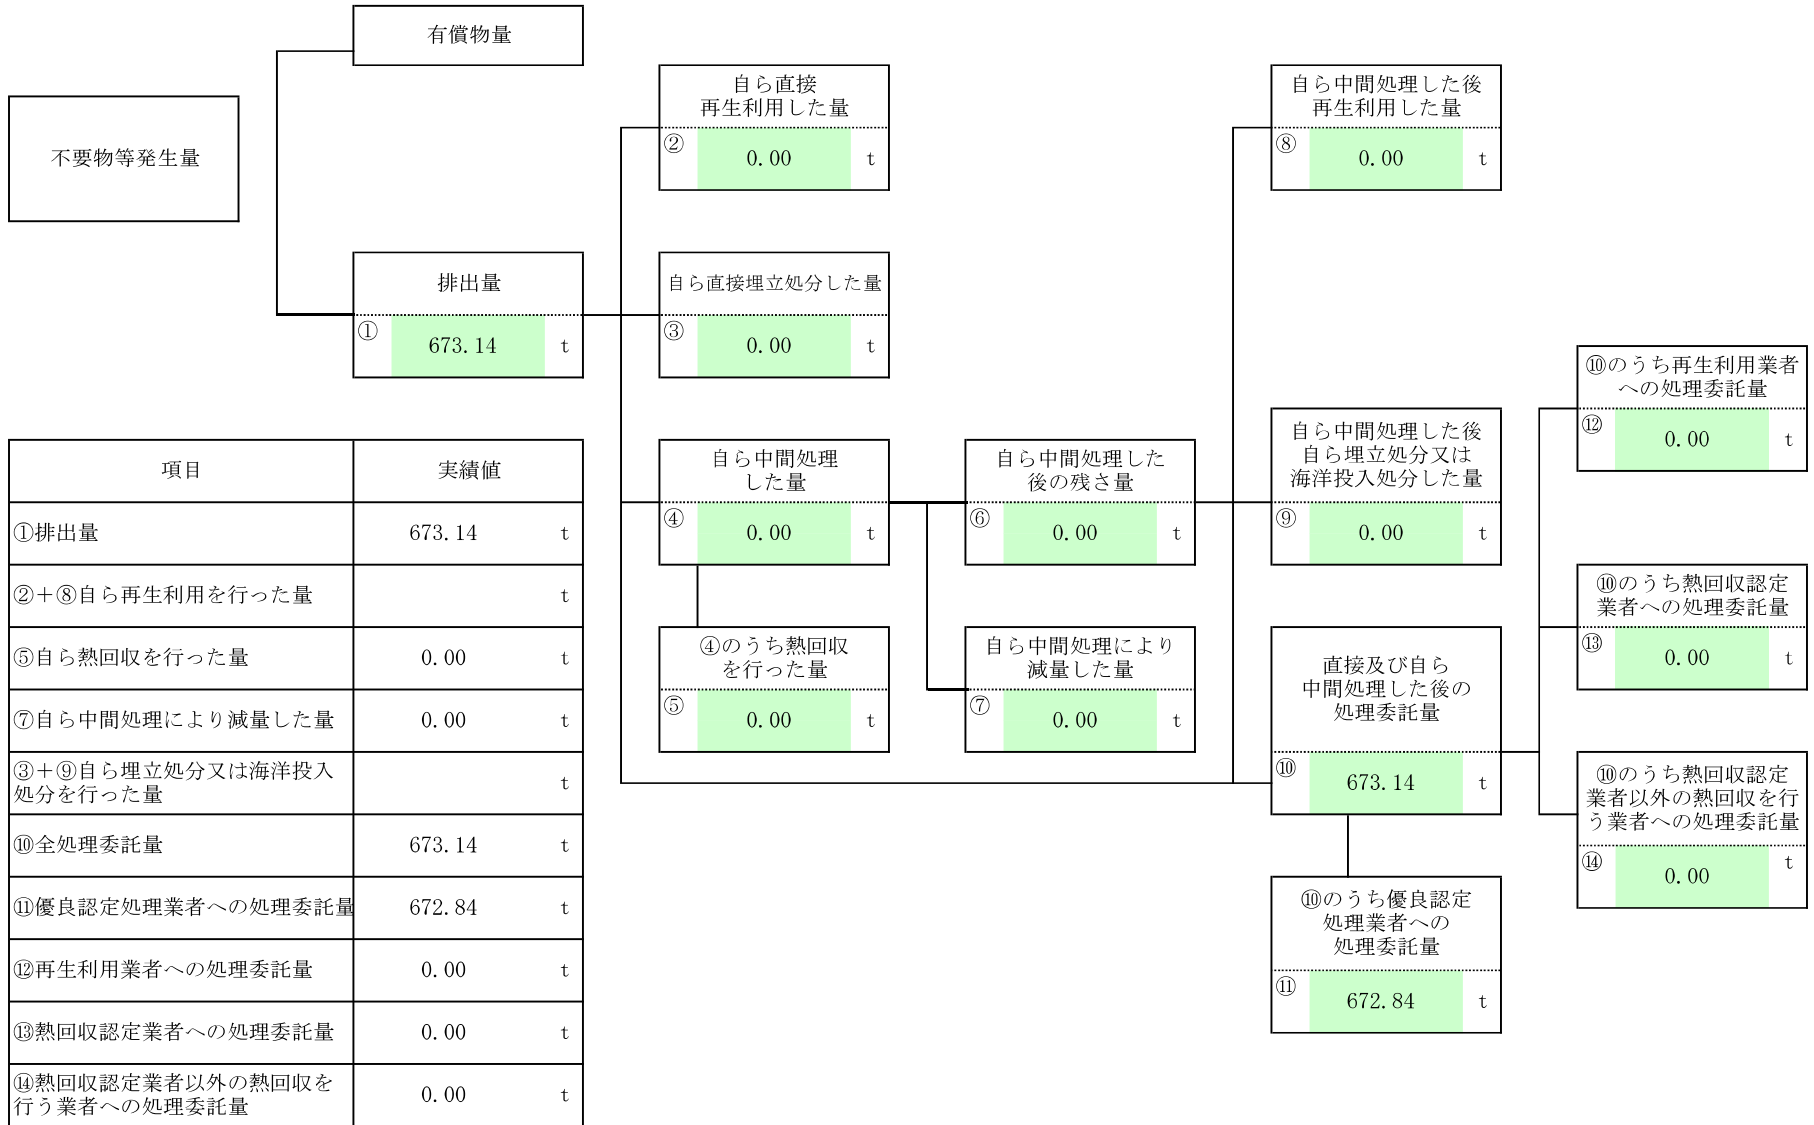 有償物量
不要物等発生量
排出量
①
673.14 t
自ら直接
再生利用した量
②
0.00 t
自ら直接埋立処分した量
③
0.00 t
自ら中間処理
した量
④
0.00 t
④のうち熱回収
を行った量
⑤
0.00 t
自ら中間処理した
後の残さ量
⑥
0.00 t
自ら中間処理により
減量した量
⑦
0.00 t
自ら中間処理した後
再生利用した量
⑧
0.00 t
自ら中間処理した後
自ら埋立処分又は
海洋投入処分した量
⑨
0.00 t
直接及び自ら
中間処理した後の
処理委託量
⑩
673.14 t
⑩のうち優良認定
処理業者への
処理委託量
⑪
672.84 t
⑩のうち再生利用業者
への処理委託量
⑫
0.00 t
⑩のうち熱回収認定
業者への処理委託量
⑬
0.00 t
⑩のうち熱回収認定
業者以外の熱回収を行
う業者への処理委託量
⑭
0.00 t
項目 実績値
①排出量 673.14 t
②＋⑧自ら再生利用を行った量 t
⑤自ら熱回収を行った量 0.00 t
⑦自ら中間処理により減量した量 0.00 t
③＋⑨自ら埋立処分又は海洋投入
処分を行った量 t
⑩全処理委託量 673.14 t
⑪優良認定処理業者への処理委託量 672.84 t
⑫再生利用業者への処理委託量 0.00 t
⑬熱回収認定業者への処理委託量 0.00 t
⑭熱回収認定業者以外の熱回収を
行う業者への処理委託量 0.00 t